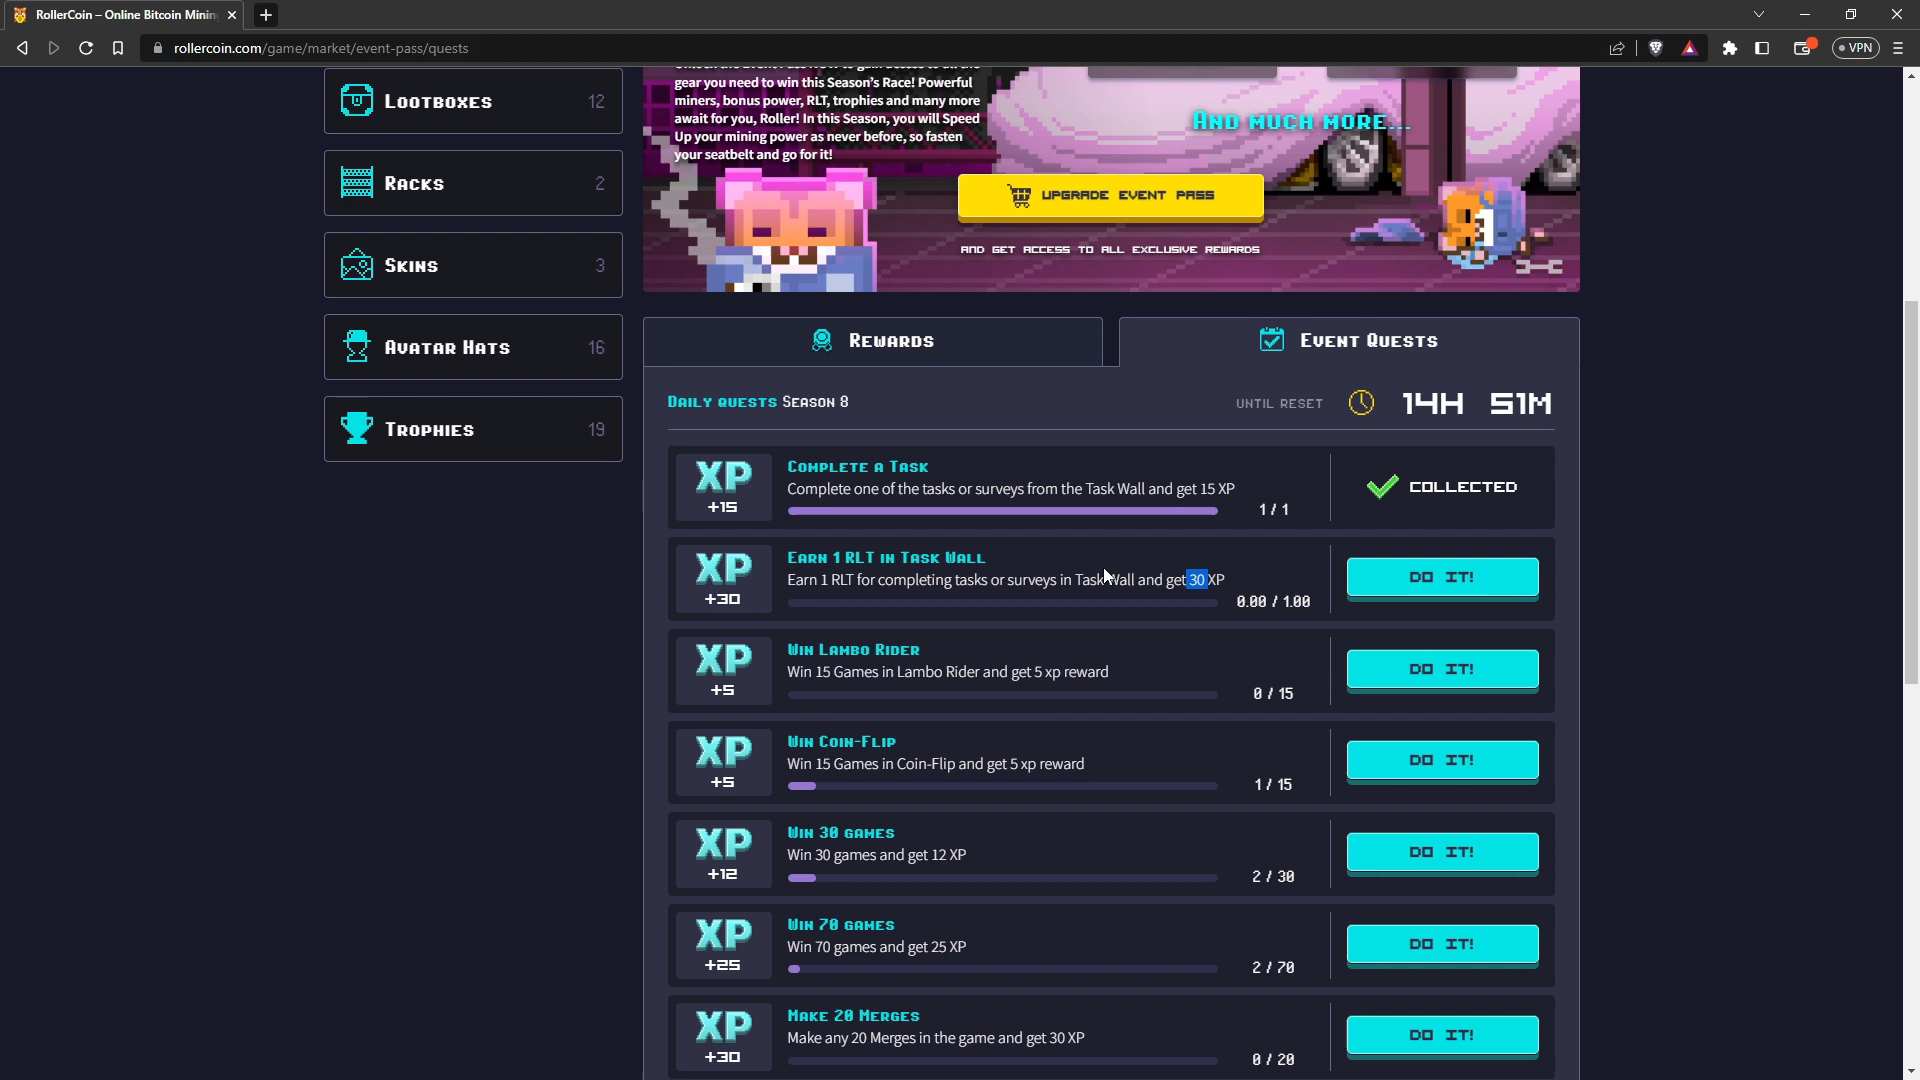 RollerCoin – Online Bitcoin Minin
rollercoin.com/game/market/event-pass/quests
VPN
gear you need to win this Season's Race! Powerful
miners, bonus power, RLT, trophies and many more
await for you, Roller! In this Season, you will Speed
Up your mining power as never before, so fasten
your seatbelt and go for it!
AND MUCH MORE...
UPGRADE EVENT PASS
AND GET ACCESS TO ALL EXCLUSIVE REWARDS
LOOTBOXES 12
RACKS 2
SKINS 3
AVATAR HATS 16
TROPHIES 19
REWARDS
EVENT QUESTS
DAILY QUESTS SEASON 8
UNTIL RESET 14H 51M
XP +15
COMPLETE A TASK
Complete one of the tasks or surveys from the Task Wall and get 15 XP
1 / 1
COLLECTED
XP +30
EARN 1 RLT IN TASK WALL
Earn 1 RLT for completing tasks or surveys in Task Wall and get 30 XP
0.00 / 1.00
DO IT!
XP +5
WIN LAMBO RIDER
Win 15 Games in Lambo Rider and get 5 xp reward
0 / 15
DO IT!
XP +5
WIN COIN-FLIP
Win 15 Games in Coin-Flip and get 5 xp reward
1 / 15
DO IT!
XP +12
WIN 30 GAMES
Win 30 games and get 12 XP
2 / 30
DO IT!
XP +25
WIN 70 GAMES
Win 70 games and get 25 XP
2 / 70
DO IT!
XP +30
MAKE 20 MERGES
Make any 20 Merges in the game and get 30 XP
0 / 20
DO IT!